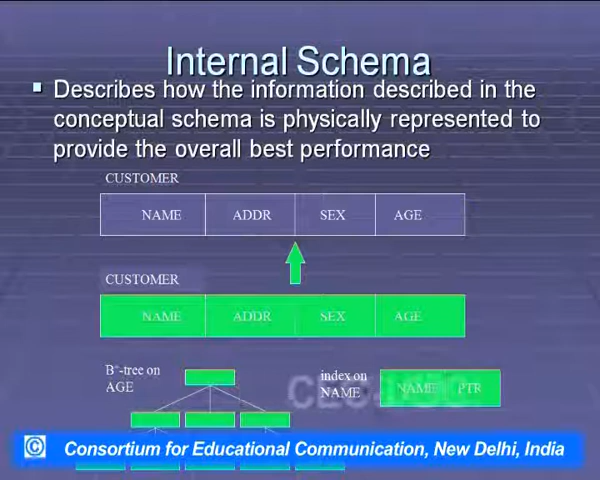 Internal Schema
Describes how the information described in the
conceptual schema is physically represented to
provide the overall best performance
CUSTOMER
NAME ADDR SEX AGE
CUSTOMER
NAME ADDR SEX AGE
B+-tree on
AGE
index on
NAME
NAME PTR
Consortium for Educational Communication, New Delhi, India